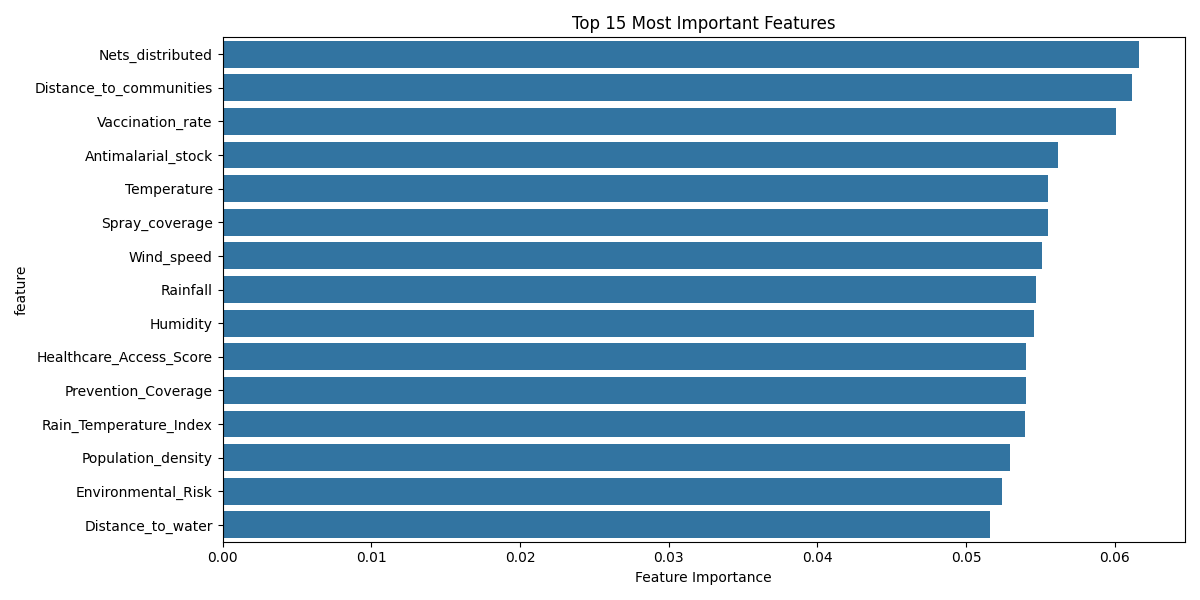 Top 15 Most Important Features
Nets_distributed
Distance_to_communities
Vaccination_rate
Antimalarial_stock
Temperature
Spray_coverage
Wind_speed
Rainfall
Humidity
Healthcare_Access_Score
Prevention_Coverage
Rain_Temperature_Index
Population_density
Environmental_Risk
Distance_to_water
feature
0.00 0.01 0.02 0.03 0.04 0.05 0.06
Feature Importance